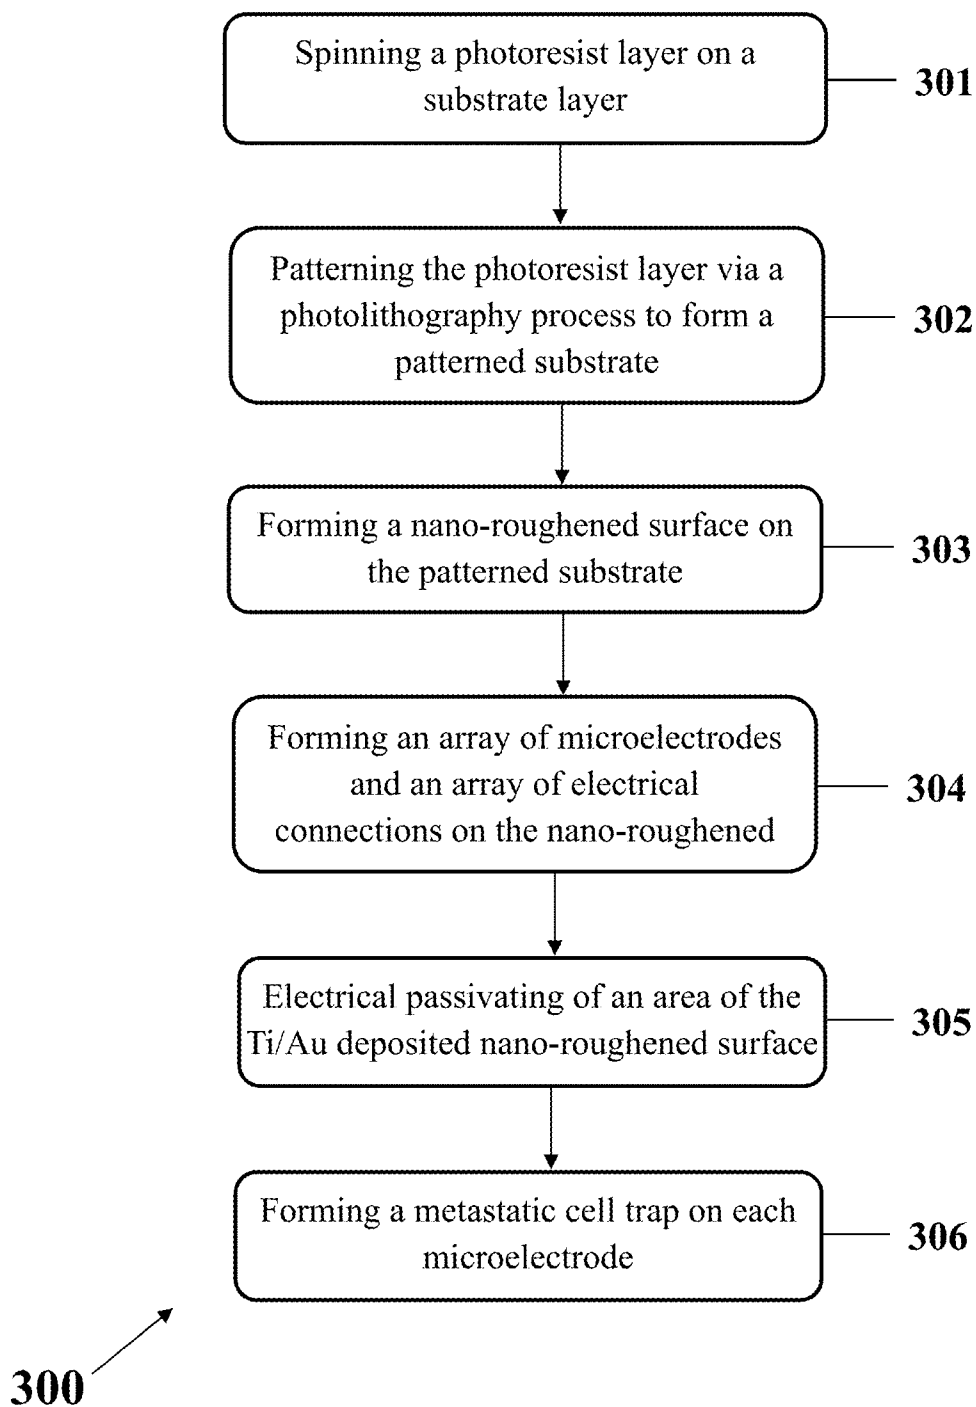 Spinning a photoresist layer on a
substrate layer
301
Patterning the photoresist layer via a
photolithography process to form a
patterned substrate
302
Forming a nano-roughened surface on
the patterned substrate
303
Forming an array of microelectrodes
and an array of electrical
connections on the nano-roughened
304
Electrical passivating of an area of the
Ti/Au deposited nano-roughened surface
305
Forming a metastatic cell trap on each
microelectrode
306
300